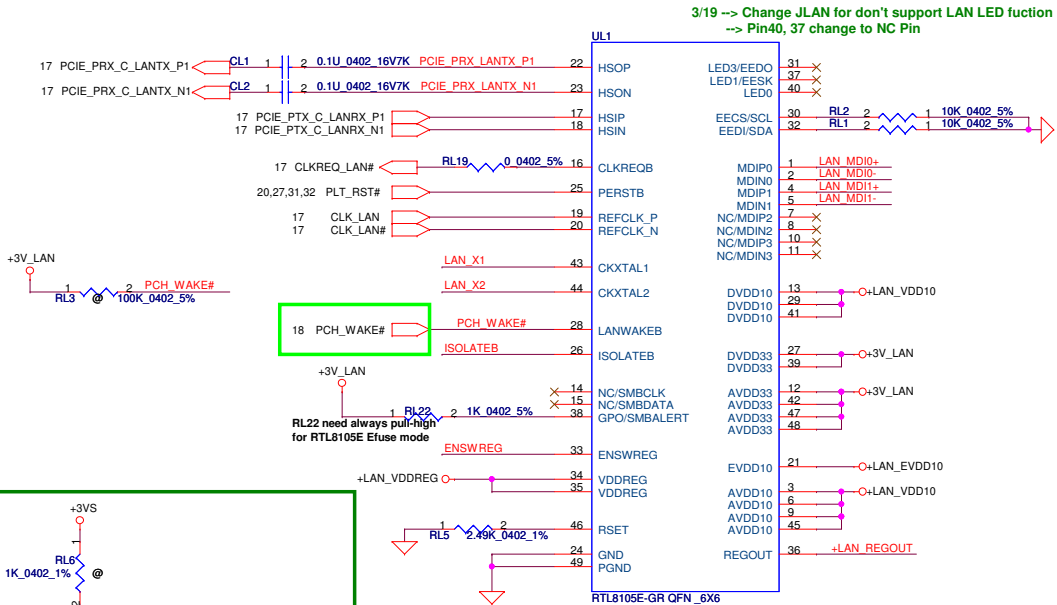 3/19 --> Change JLAN for don't support LAN LED fuction
--> Pin40, 37 change to NC Pin
UL1
17 PCIE_PRX_C_LANTX_P1 CL1 1 2 0.1U_0402_16V7K PCIE_PRX_LANTX_P1 22 HSOP
17 PCIE_PRX_C_LANTX_N1 CL2 1 2 0.1U_0402_16V7K PCIE_PRX_LANTX_N1 23 HSON
17 PCIE_PTX_C_LANRX_P1 17 HSIP
17 PCIE_PTX_C_LANRX_N1 18 HSIN
17 CLKREQ_LAN# RL19 0_0402_5% 16 CLKREQB
20,27,31,32 PLT_RST# 25 PERSTB
17 CLK_LAN 19 REFCLK_P
17 CLK_LAN# 20 REFCLK_N
LAN_X1 43 CKXTAL1
LAN_X2 44 CKXTAL2
+3V_LAN
1 2 PCH_WAKE#
RL3 @ 100K_0402_5%
18 PCH_WAKE# PCH_WAKE# 28 LANWAKEB
ISOLATEB 26 ISOLATEB
+3V_LAN
14 NC/SMBCLK
15 NC/SMBDATA
1 RL22 2 1K_0402_5% 38 GPO/SMBALERT
RL22 need always pull-high
for RTL8105E Efuse mode
ENSWREG 33 ENSWREG
+LAN_VDDREG 34 VDDREG
35 VDDREG
1 2 46 RSET
RL5 2.49K_0402_1%
24 GND
49 PGND
LED3/EEDO 31
LED1/EESK 37
LED0 40
EECS/SCL 30 RL2 2 1 10K_0402_5%
EEDI/SDA 32 RL1 2 1 10K_0402_5%
MDIP0 1 LAN_MDI0+
MDIN0 2 LAN_MDI0-
MDIP1 4 LAN_MDI1+
MDIN1 5 LAN_MDI1-
NC/MDIP2 7
NC/MDIN2 8
NC/MDIP3 10
NC/MDIN3 11
DVDD10 13 +LAN_VDD10
DVDD10 29
DVDD10 41
DVDD33 27 +3V_LAN
DVDD33 39
AVDD33 12 +3V_LAN
AVDD33 42
AVDD33 47
AVDD33 48
EVDD10 21 +LAN_EVDD10
AVDD10 3 +LAN_VDD10
AVDD10 6
AVDD10 9
AVDD10 45
REGOUT 36 +LAN_REGOUT
RTL8105E-GR QFN _6X6
+3VS
1
RL6
1K_0402_1% @
2